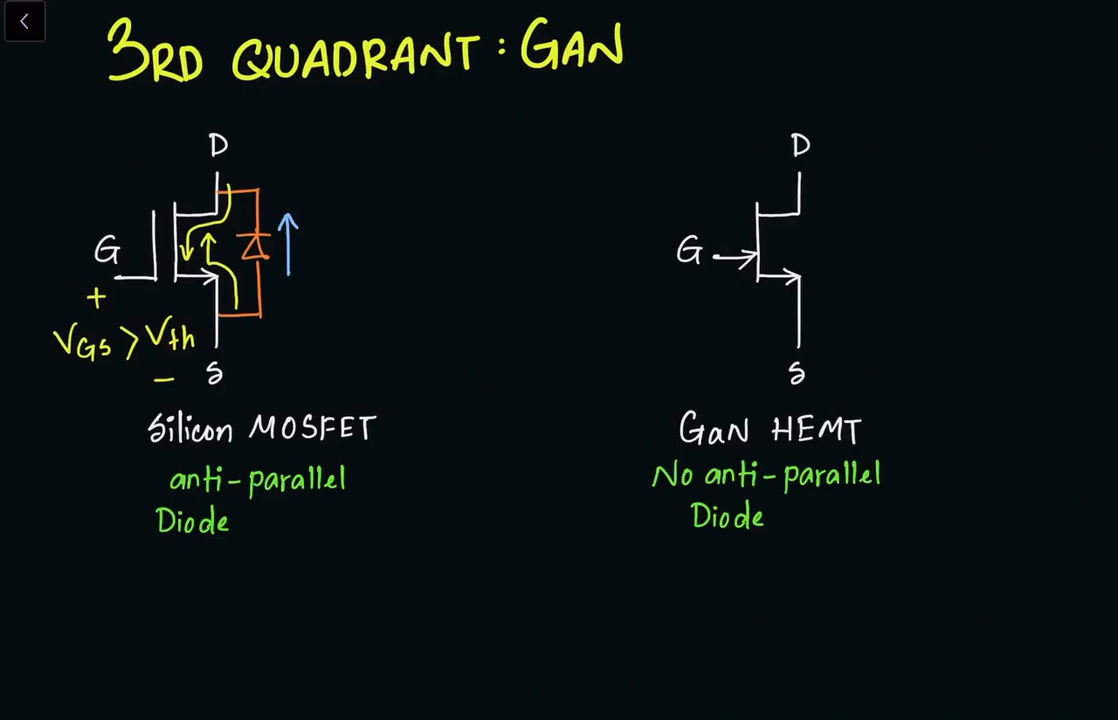 3RD QUADRANT : GAN
D
D
G
G
+
VGS > Vth
−
S
S
Silicon MOSFET
GaN HEMT
anti-parallel
Diode
No anti-parallel
Diode